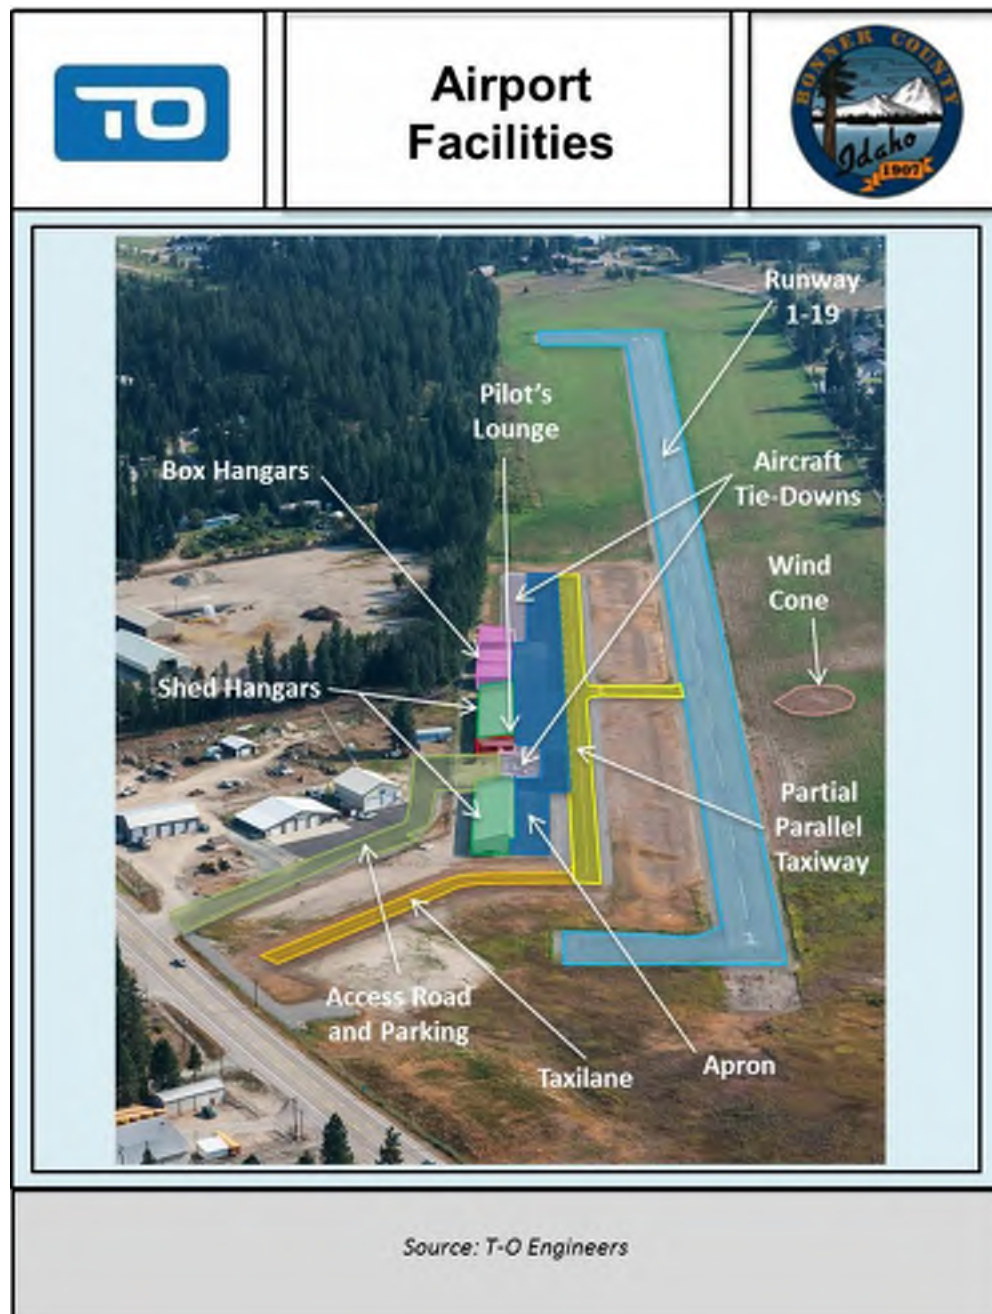 TO
Airport
Facilities
BONNER COUNTY
Idaho
1907
Runway
1-19
Pilot's
Lounge
Box Hangars
Aircraft
Tie-Downs
Wind
Cone
Shed Hangars
Partial
Parallel
Taxiway
Access Road
and Parking
Taxilane
Apron
1
Source: T-O Engineers